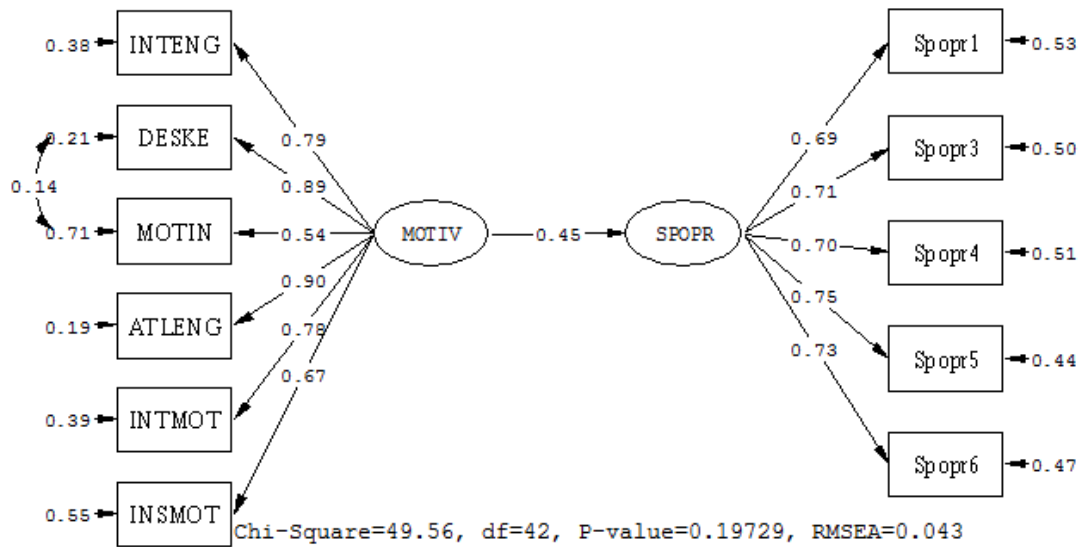 0.38 INTENG
0.21 DESKE
0.14
0.71 MOTIN
0.19 ATLENG
0.39 INTMOT
0.55 INSMOT
0.79
0.89
0.54
0.90
0.78
0.67
MOTIV 0.45 SPOPR
0.69
0.71
0.70
0.75
0.73
Spopr1 0.53
Spopr3 0.50
Spopr4 0.51
Spopr5 0.44
Spopr6 0.47
Chi-Square=49.56, df=42, P-value=0.19729, RMSEA=0.043